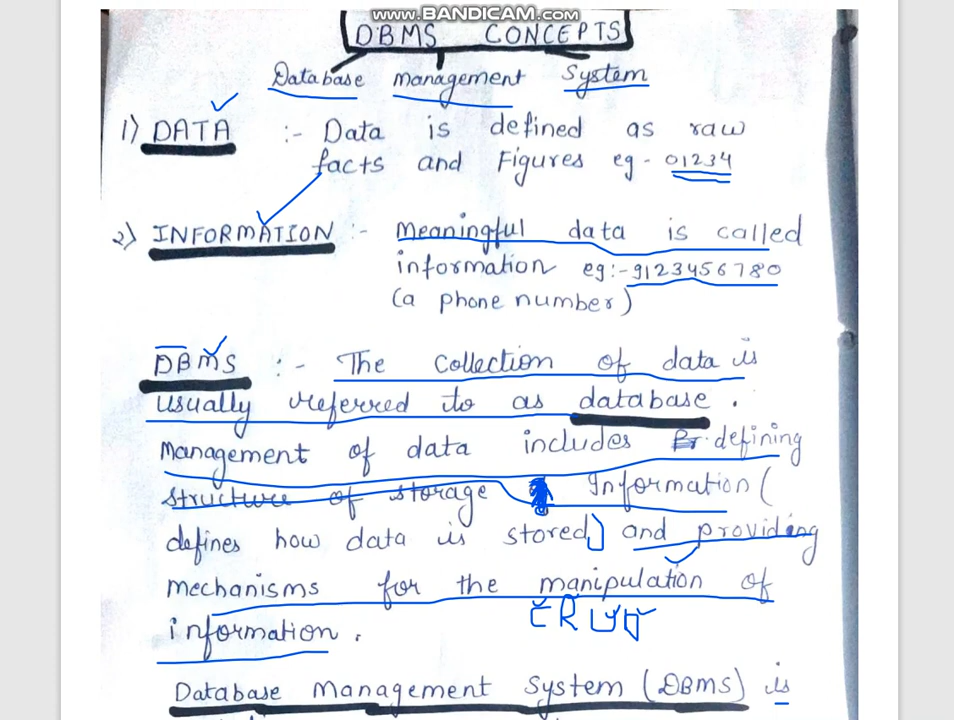 www.BANDICAM.com
DBMS CONCEPTS
Database management System
1) DATA :- Data is defined as raw
facts and Figures eg - 01234
2) INFORMATION :- Meaningful data is called
information eg:- 9123456780
(a phone number)
DBMS :- The collection of data is
usually referred to as database.
Management of data includes defining
structure of storage Information (
defines how data is stored) and providing
mechanisms for the manipulation of
CRUD
information.
Database Management System (DBMS) is